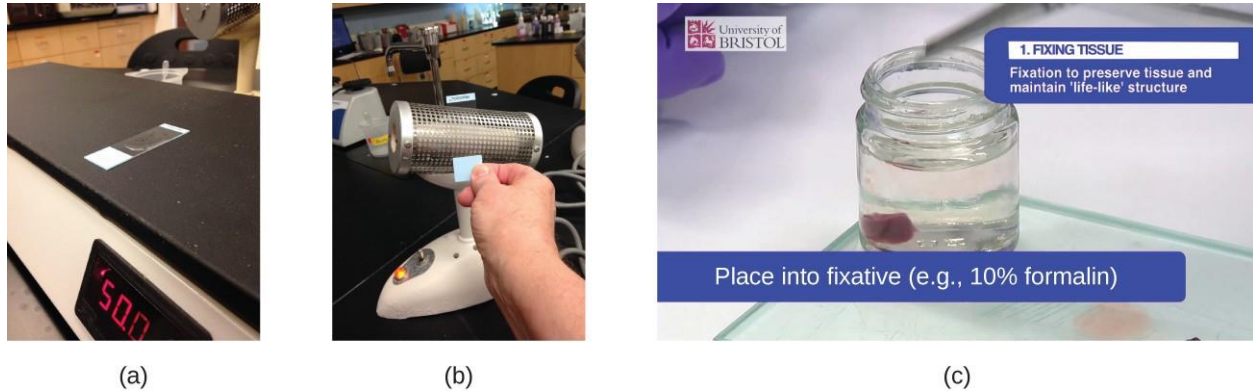 University of
BRISTOL
1. FIXING TISSUE
Fixation to preserve tissue and
maintain 'life-like' structure
50.0
Place into fixative (e.g., 10% formalin)
(a)
(b)
(c)